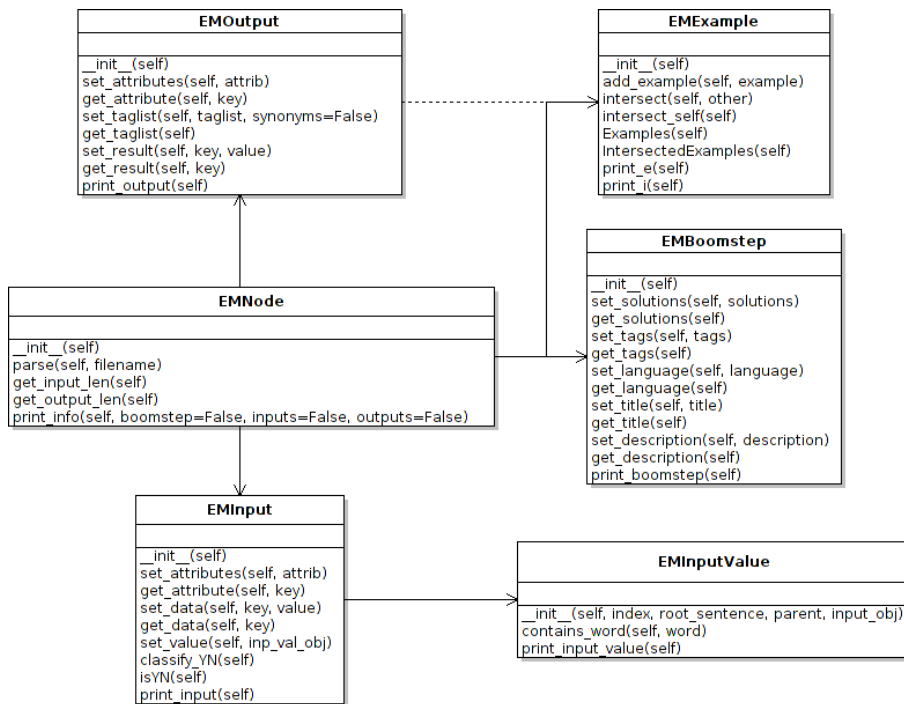 EMOutput
__init__(self)
set_attributes(self, attrib)
get_attribute(self, key)
set_taglist(self, taglist, synonyms=False)
get_taglist(self)
set_result(self, key, value)
get_result(self, key)
print_output(self)
EMExample
__init__(self)
add_example(self, example)
intersect(self, other)
intersect_self(self)
Examples(self)
IntersectedExamples(self)
print_e(self)
print_i(self)
EMNode
__init__(self)
parse(self, filename)
get_input_len(self)
get_output_len(self)
print_info(self, boomstep=False, inputs=False, outputs=False)
EMBoomstep
__init__(self)
set_solutions(self, solutions)
get_solutions(self)
set_tags(self, tags)
get_tags(self)
set_language(self, language)
get_language(self)
set_title(self, title)
get_title(self)
set_description(self, description)
get_description(self)
print_boomstep(self)
EMInput
__init__(self)
set_attributes(self, attrib)
get_attribute(self, key)
set_data(self, key, value)
get_data(self, key)
set_value(self, inp_val_obj)
classify_YN(self)
isYN(self)
print_input(self)
EMInputValue
__init__(self, index, root_sentence, parent, input_obj)
contains_word(self, word)
print_input_value(self)